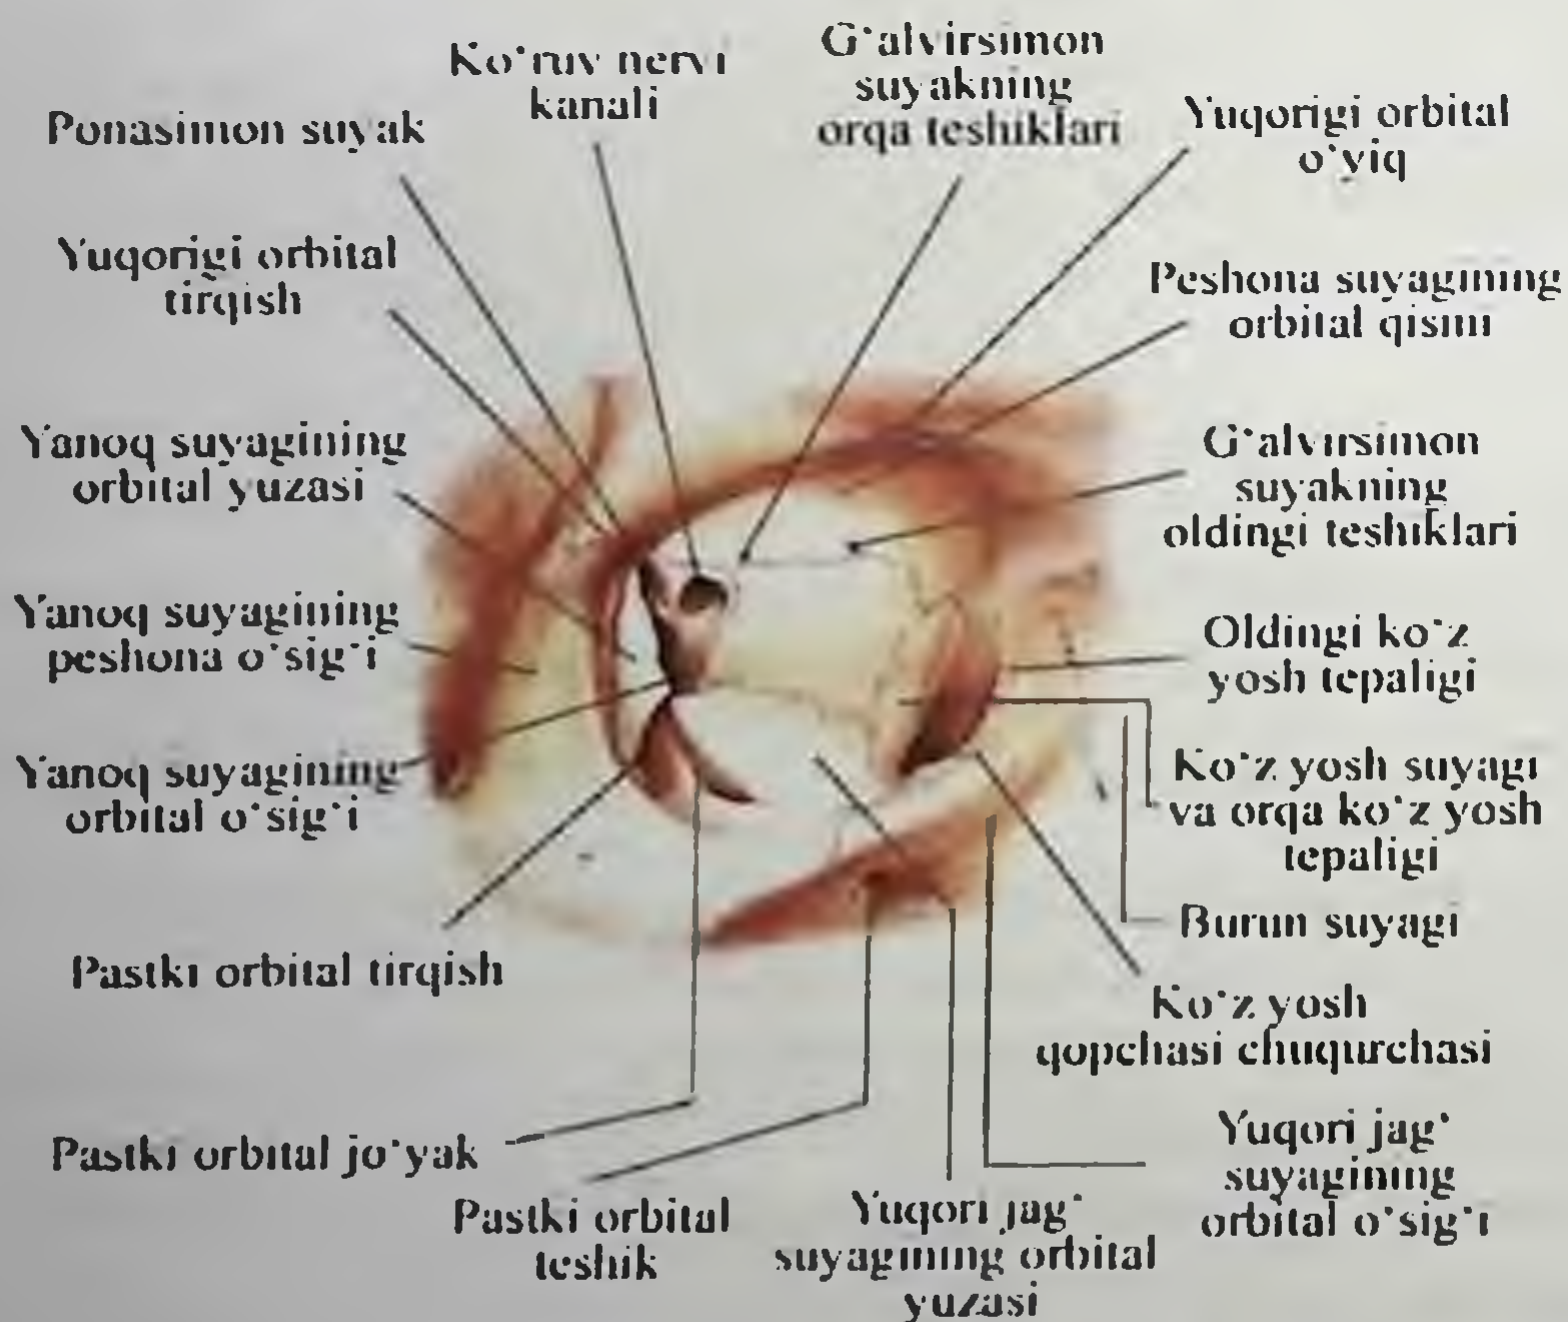 Ko‘ruv nervi
kanali
G‘alvirsimon
suyakning
orqa teshiklari
Ponasimon suyak
Yuqorigi orbital
o‘yiq
Yuqorigi orbital
tirqish
Peshona suyagining
orbital qismi
Yanoq suyagining
orbital yuzasi
G‘alvirsimon
suyakning
oldingi teshiklari
Yanoq suyagining
peshona o‘sig‘i
Oldingi ko‘z
yosh tepaligi
Yanoq suyagining
orbital o‘sig‘i
Ko‘z yosh suyagi
va orqa ko‘z yosh
tepaligi
Burun suyagi
Pastki orbital tirqish
Ko‘z yosh
qopchasi chuqurchasi
Pastki orbital jo‘yak
Yuqori jag‘
suyagining
orbital o‘sig‘i
Pastki orbital
teshik
Yuqori jag‘
suyagining orbital
yuzasi